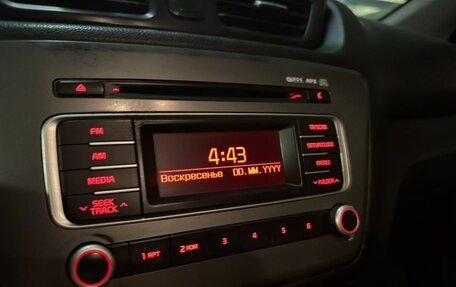 FM
AM
MEDIA
SEEK
TRACK
4:43
Воскресенье DD.MM.YYYY
TA/SCAN
SETUP/CLOCK
MENU
FOLDER
1 RPT
2 RDM
3
4
5
6